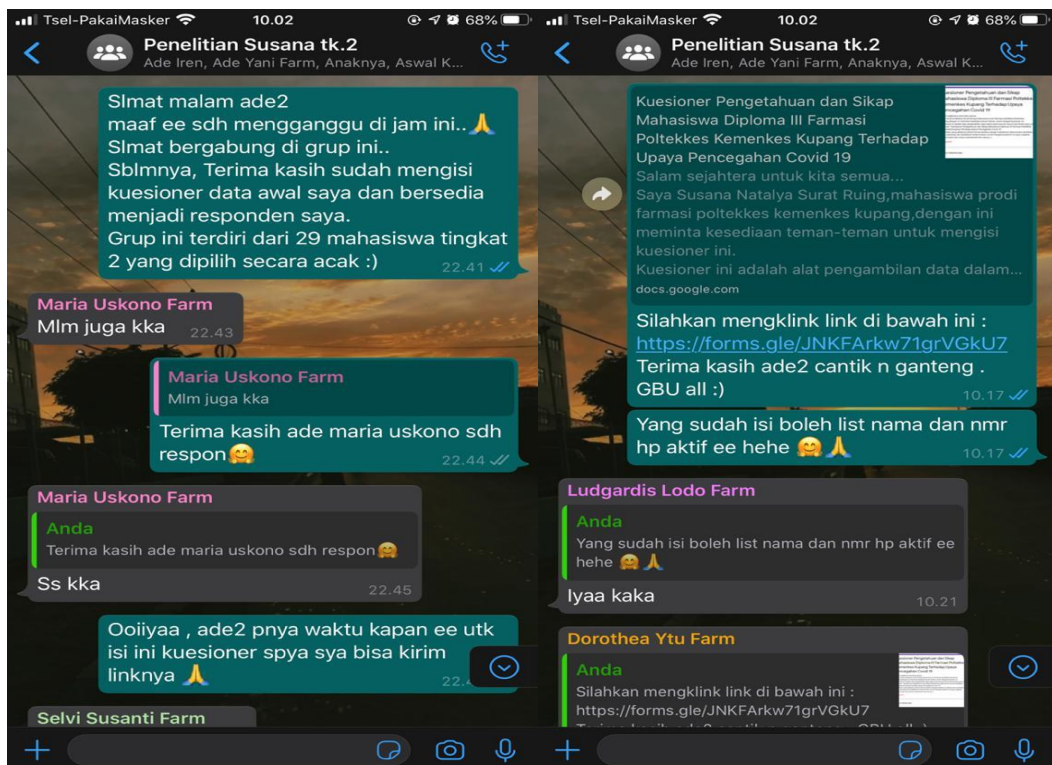 Tsel-PakaiMasker 10.02 68%
Penelitian Susana tk.2
Ade Iren, Ade Yani Farm, Anaknya, Aswal K...
Slmat malam ade2
maaf ee sdh mengganggu di jam ini..🙏
Slmat bergabung di grup ini..
Sblmnya, Terima kasih sudah mengisi
kuesioner data awal saya dan bersedia
menjadi responden saya.
Grup ini terdiri dari 29 mahasiswa tingkat
2 yang dipilih secara acak :) 22.41
Maria Uskono Farm
Mlm juga kka 22.43
Maria Uskono Farm
Mlm juga kka
Terima kasih ade maria uskono sdh
respon🤗 22.44
Maria Uskono Farm
Anda
Terima kasih ade maria uskono sdh respon🤗
Ss kka 22.45
Ooiiyaa , ade2 pnya waktu kapan ee utk
isi ini kuesioner spya sya bisa kirim
linknya 🙏
Selvi Susanti Farm
Tsel-PakaiMasker 10.02 68%
Penelitian Susana tk.2
Ade Iren, Ade Yani Farm, Anaknya, Aswal K...
Kuesioner Pengetahuan dan Sikap
Mahasiswa Diploma III Farmasi
Poltekkes Kemenkes Kupang Terhadap
Upaya Pencegahan Covid 19
Salam sejahtera untuk kita semua...
Saya Susana Natalya Surat Ruing,mahasiswa prodi
farmasi poltekkes kemenkes kupang,dengan ini
meminta kesediaan teman-teman untuk mengisi
kuesioner ini.
Kuesioner ini adalah alat pengambilan data dalam...
docs.google.com
Silahkan mengklink link di bawah ini :
https://forms.gle/JNKFArkw71grVGkU7
Terima kasih ade2 cantik n ganteng .
GBU all :) 10.17
Yang sudah isi boleh list nama dan nmr
hp aktif ee hehe 🤗🙏 10.17
Ludgardis Lodo Farm
Anda
Yang sudah isi boleh list nama dan nmr hp aktif ee
hehe 🤗🙏
Iyaa kaka 10.21
Dorothea Ytu Farm
Anda
Silahkan mengklink link di bawah ini :
https://forms.gle/JNKFArkw71grVGkU7